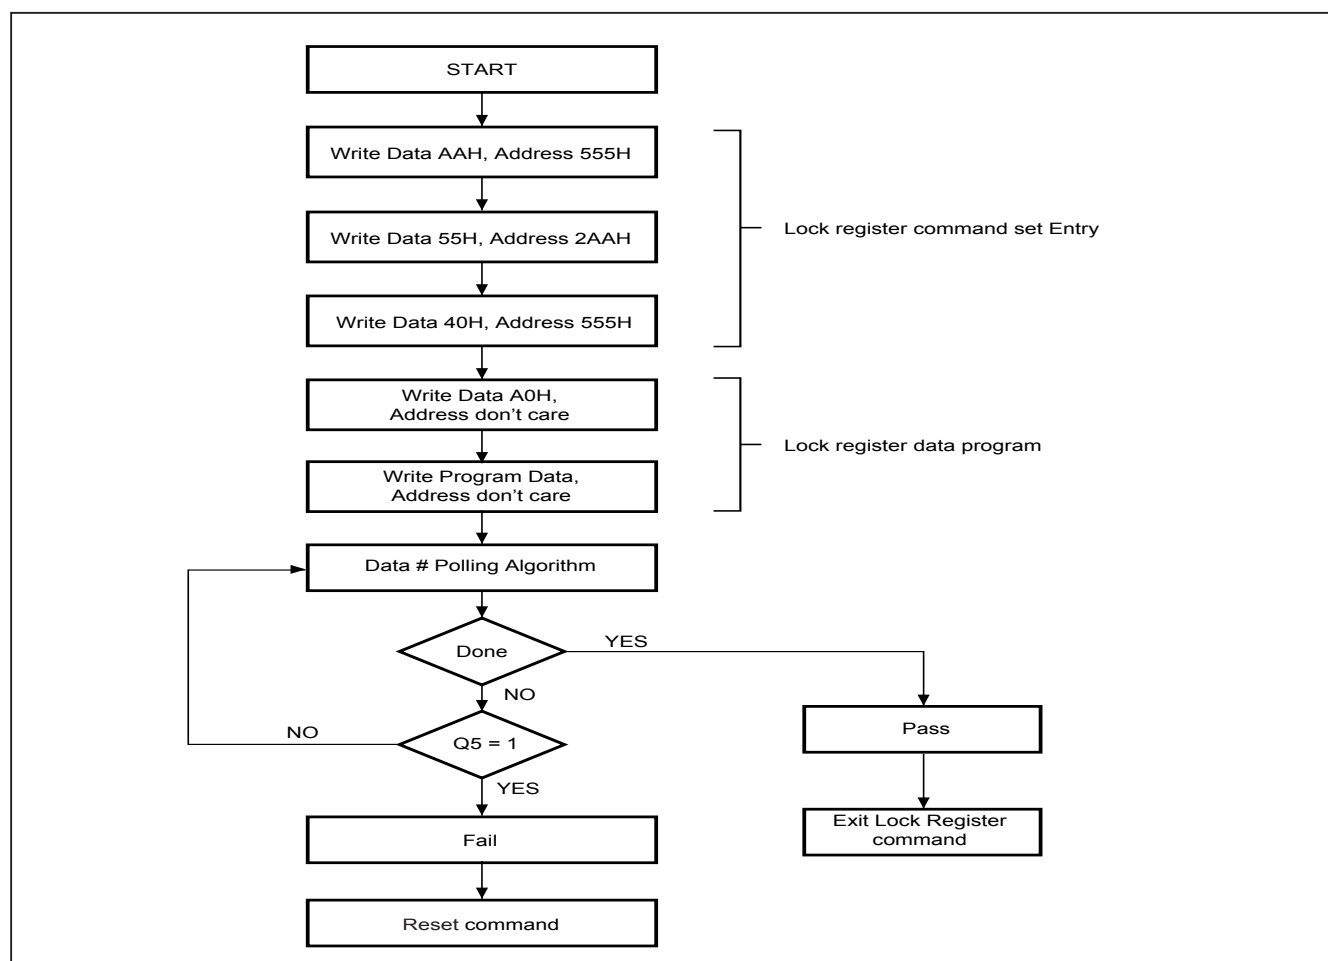 START
Write Data AAH, Address 555H
Write Data 55H, Address 2AAH
Lock register command set Entry
Write Data 40H, Address 555H
Write Data A0H,
Address don't care
Lock register data program
Write Program Data,
Address don't care
Data # Polling Algorithm
Done
YES
NO
Q5 = 1
NO
YES
Pass
Fail
Exit Lock Register
command
Reset command